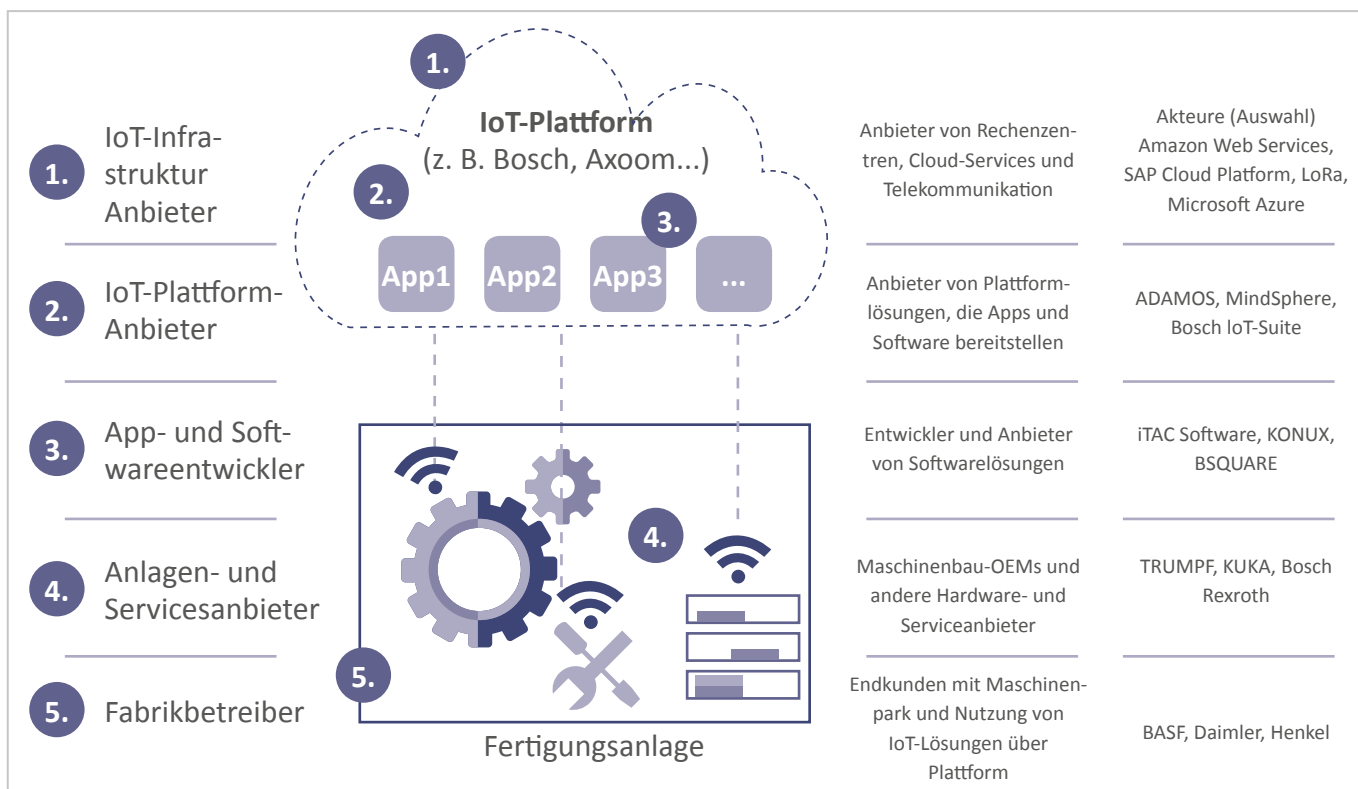 1.
IoT-Plattform
(z. B. Bosch, Axoom...)
2.
3.
App1
App2
App3
...
1.
IoT-Infra-
struktur
Anbieter
Anbieter von Rechenzen-
tren, Cloud-Services und
Telekommunikation
Akteure (Auswahl)
Amazon Web Services,
SAP Cloud Platform, LoRa,
Microsoft Azure
2.
IoT-Plattform-
Anbieter
Anbieter von Plattform-
lösungen, die Apps und
Software bereitstellen
ADAMOS, MindSphere,
Bosch IoT-Suite
3.
App- und Soft-
wareentwickler
Entwickler und Anbieter
von Softwarelösungen
iTAC Software, KONUX,
BSQUARE
4.
4.
Anlagen- und
Servicesanbieter
Maschinenbau-OEMs und
andere Hardware- und
Serviceanbieter
TRUMPF, KUKA, Bosch
Rexroth
5.
5.
Fabrikbetreiber
Endkunden mit Maschinen-
park und Nutzung von
IoT-Lösungen über
Plattform
BASF, Daimler, Henkel
Fertigungsanlage